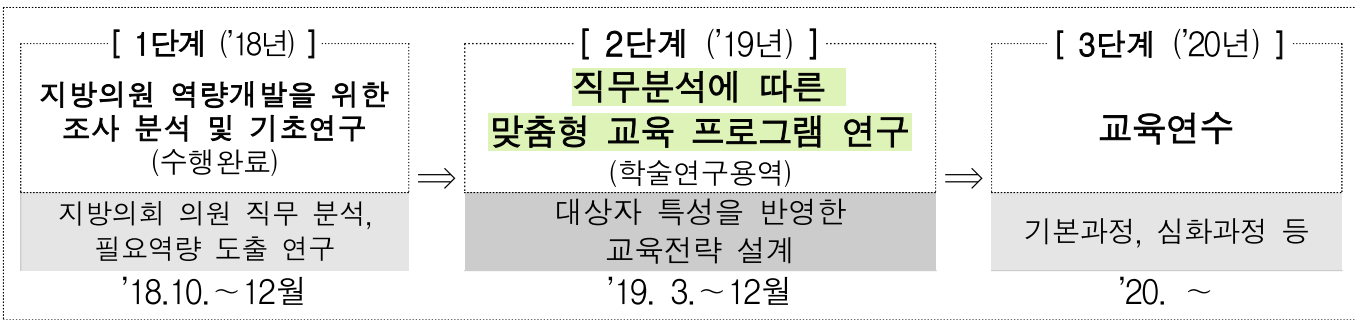 [ 1단계 (’18년) ]
지방의원 역량개발을 위한
조사 분석 및 기초연구
(수행완료)
지방의회 의원 직무 분석,
필요역량 도출 연구
’18.10.～12월
⇒
[ 2단계 (’19년) ]
직무분석에 따른
맞춤형 교육 프로그램 연구
(학술연구용역)
대상자 특성을 반영한
교육전략 설계
’19. 3.～12월
⇒
[ 3단계 (’20년) ]
교육연수
기본과정, 심화과정 등
’20. ～